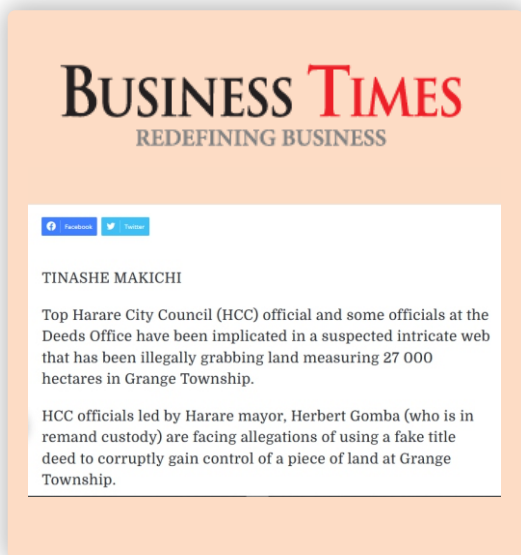 BUSINESS TIMES
REDEFINING BUSINESS
Facebook
Twitter
TINASHE MAKICHI
Top Harare City Council (HCC) official and some officials at the
Deeds Office have been implicated in a suspected intricate web
that has been illegally grabbing land measuring 27 000
hectares in Grange Township.
HCC officials led by Harare mayor, Herbert Gomba (who is in
remand custody) are facing allegations of using a fake title
deed to corruptly gain control of a piece of land at Grange
Township.